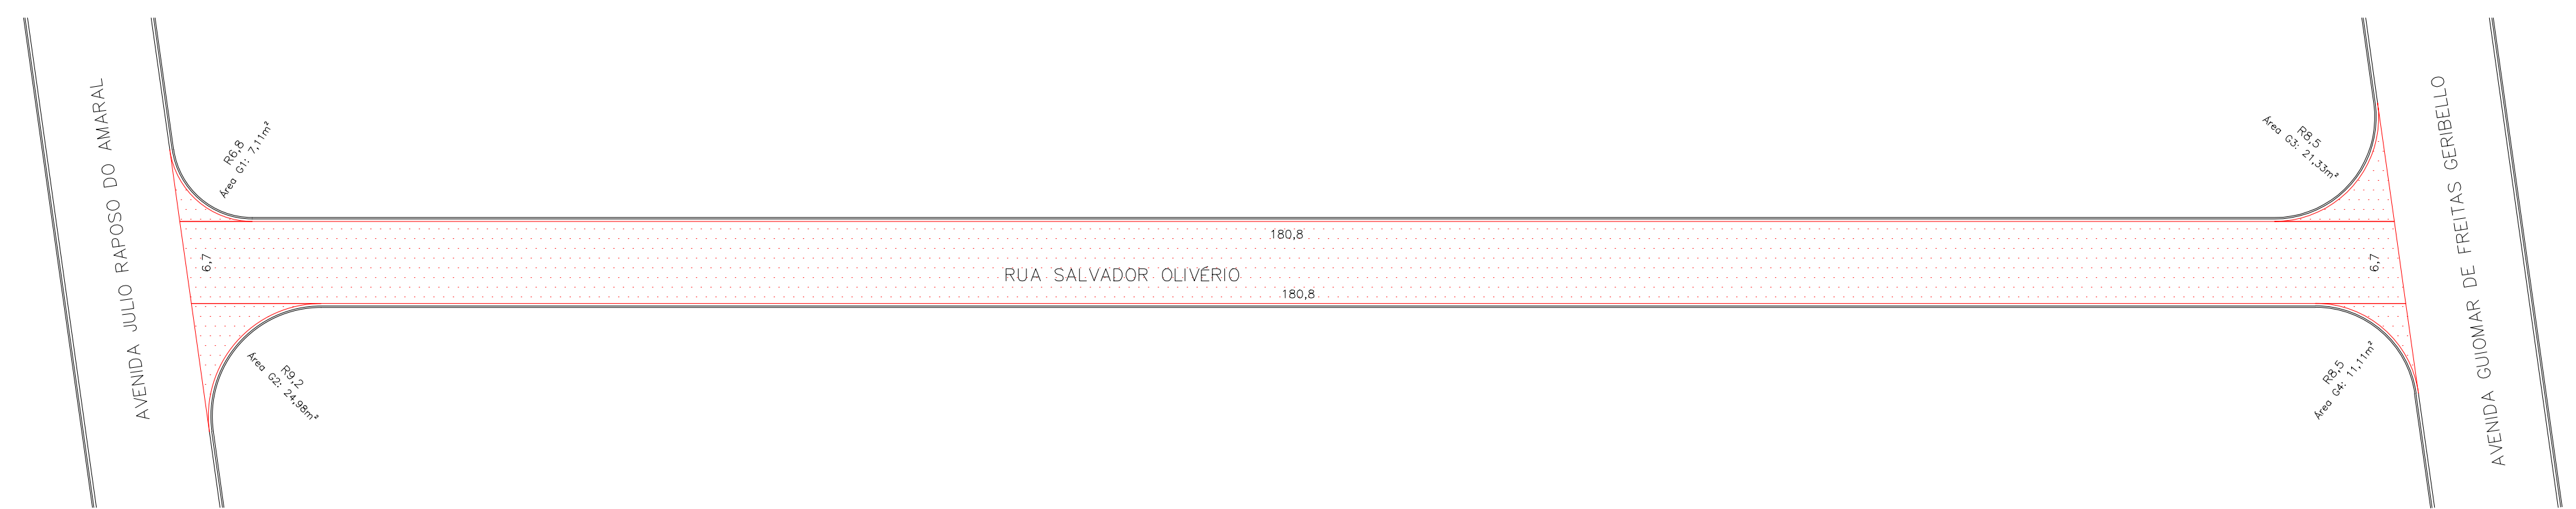 AVENIDA JULIO RAPOSO DO AMARAL
R6,8
Área G1: 7,11m²
R9,2
Área G2: 24,98m²
6,7
180,8
RUA SALVADOR OLIVÉRIO
180,8
6,7
R8,5
Área G3: 21,33m²
R8,5
Área G4: 11,11m²
AVENIDA GUIOMAR DE FREITAS GERIBELLO